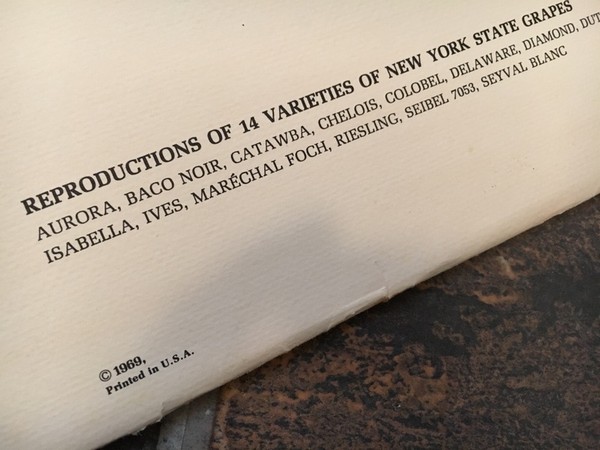 REPRODUCTIONS OF 14 VARIETIES OF NEW YORK STATE GRAPES
AURORA, BACO NOIR, CATAWBA, CHELOIS, COLOBEL, DELAWARE, DIAMOND, DUT
ISABELLA, IVES, MARÉCHAL FOCH, RIESLING, SEIBEL 7053, SEYVAL BLANC
© 1969,
Printed in U.S.A.